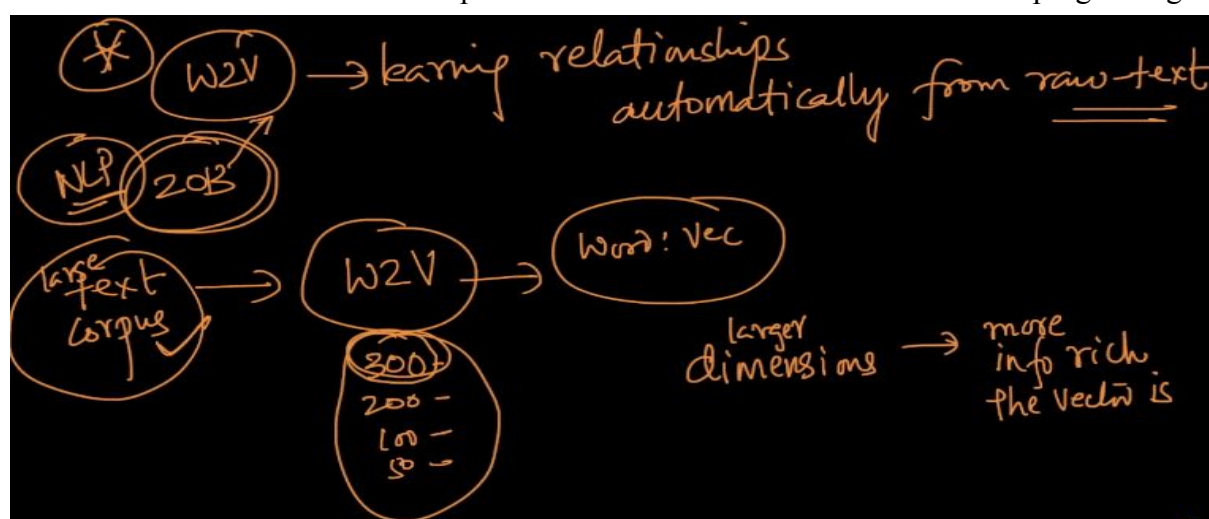 W2V → learning relationships
automatically from raw-text
NLP 2013
large
text
corpus → W2V → Word: Vec
300 -
200 -
100 -
50 -
larger
dimensions → more
info rich
the vector is